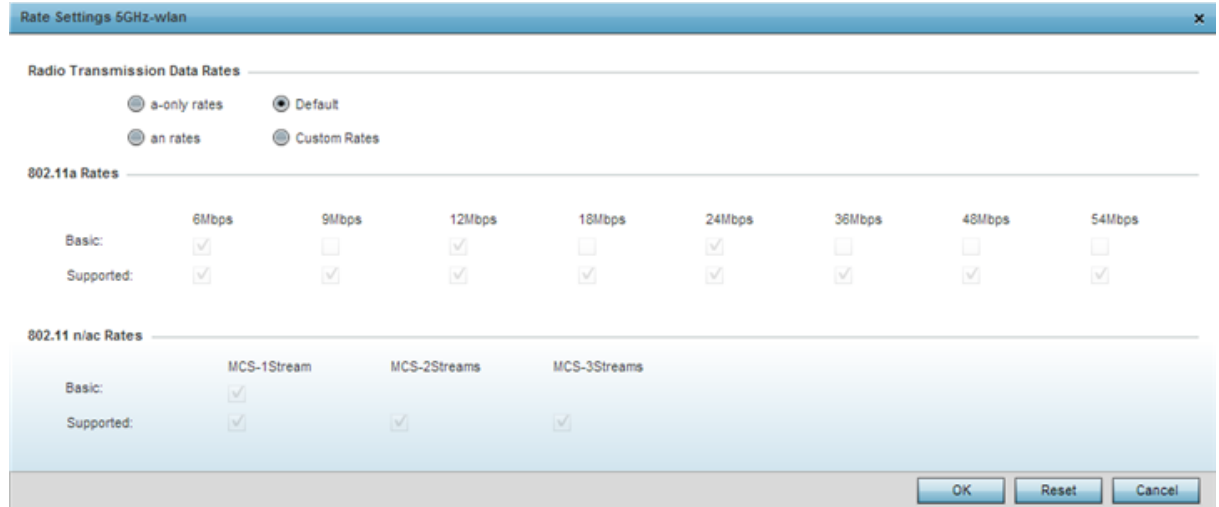 Rate Settings 5GHz-wlan
Radio Transmission Data Rates
a-only rates Default
an rates Custom Rates
802.11a Rates
6Mbps 9Mbps 12Mbps 18Mbps 24Mbps 36Mbps 48Mbps 54Mbps
Basic:
Supported:
802.11 n/ac Rates
MCS-1Stream MCS-2Streams MCS-3Streams
Basic:
Supported:
OK Reset Cancel